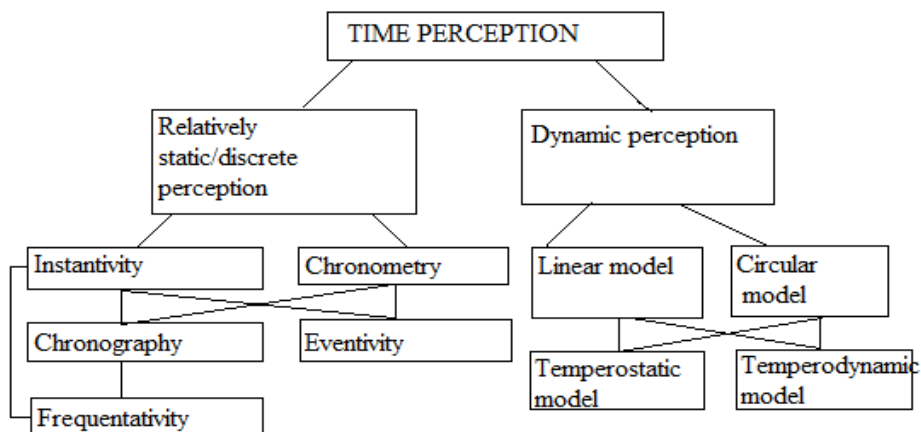 TIME PERCEPTION
Relatively
static/discrete
perception
Dynamic perception
Instantivity
Chronometry
Linear model
Circular
model
Chronography
Eventivity
Temperostatic
model
Temperodynamic
model
Frequentativity